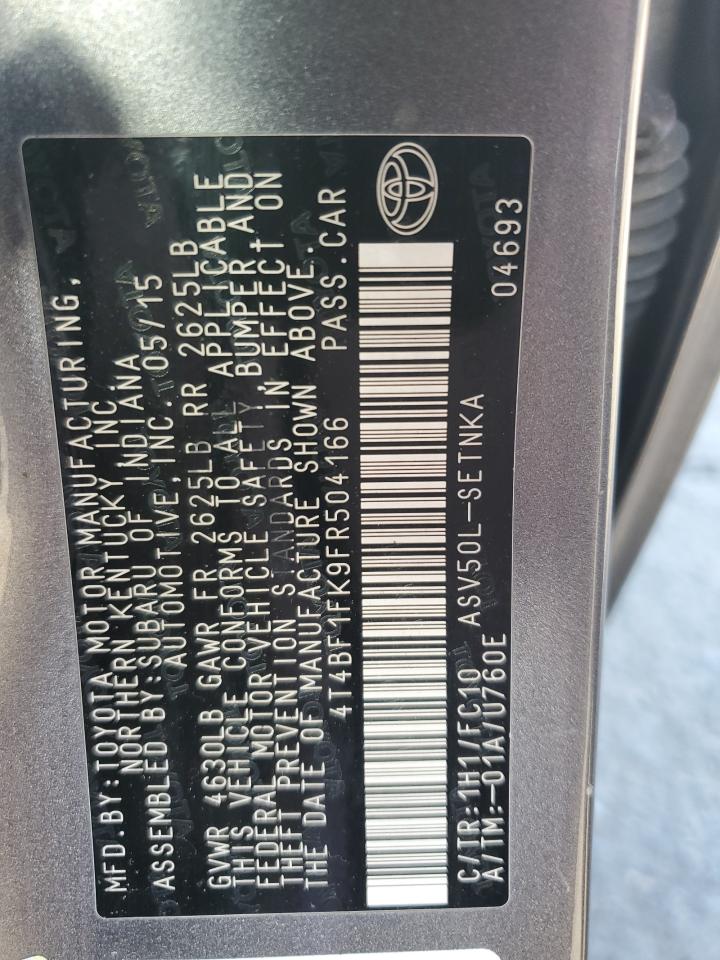 MFD.BY:TOYOTA MOTOR MANUFACTURING,
NORTHERN KENTUCKY INC.
ASSEMBLED BY:SUBARU OF INDIANA
AUTOMOTIVE, INC. 05/15
GVWR 4630LB GAWR FR 2625LB RR 2625LB
THIS VEHICLE CONFORMS TO ALL APPLICABLE
FEDERAL MOTOR VEHICLE SAFETY, BUMPER AND
THEFT PREVENTION STANDARDS IN EFFECT ON
THE DATE OF MANUFACTURE SHOWN ABOVE.
4T4BF1FK9FR504166 PASS.CAR
C/TR:1H1/FC10 ASV50L-SETNKA
A/TM:-01A/U760E 04693